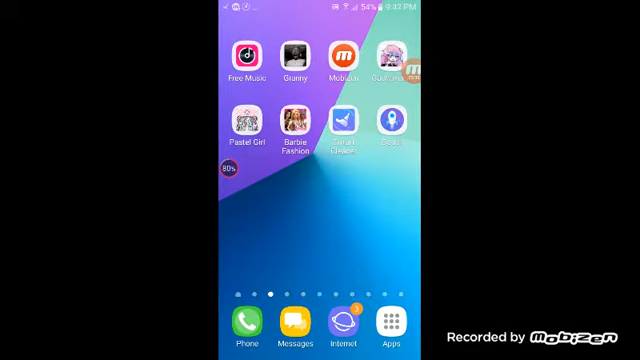 54% 9:43 PM
Free Music Granny Mobizen
Pastel Girl Barbie Fashion Smart Cleaner
80%
3
Phone Messages Internet Apps
Recorded by Mobizen